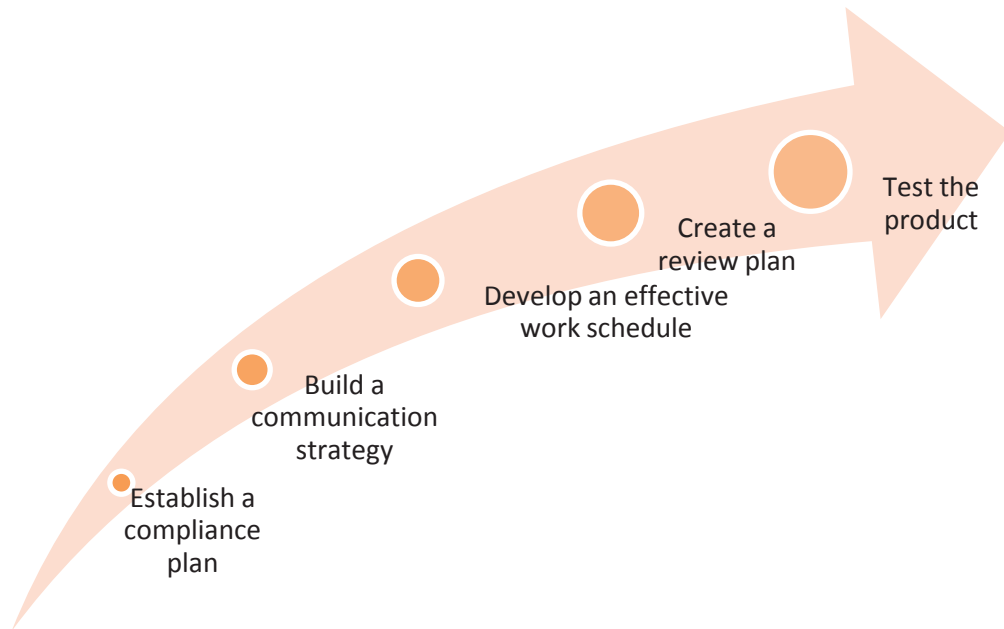 Establish a
compliance
plan
Build a
communication
strategy
Develop an effective
work schedule
Create a
review plan
Test the
product